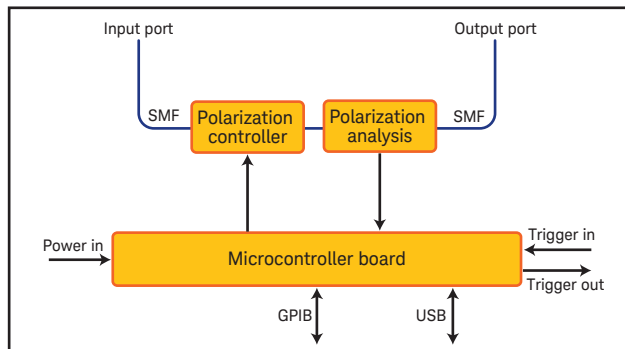 Input port
Output port
SMF
Polarization
controller
Polarization
analysis
SMF
Power in
Microcontroller board
Trigger in
Trigger out
GPIB
USB